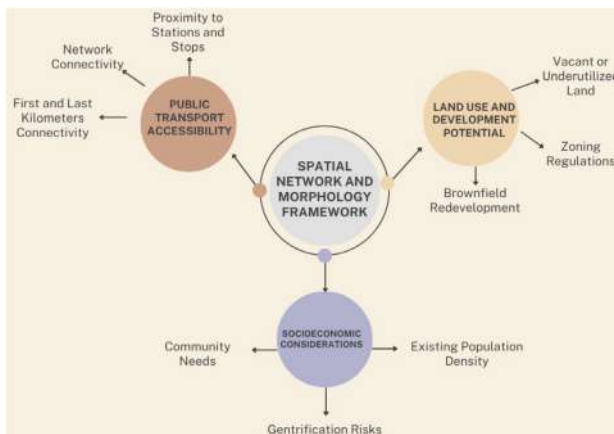 Proximity to
Stations and
Stops
Network
Connectivity
First and Last
Kilometers
Connectivity
PUBLIC
TRANSPORT
ACCESSIBILITY
Vacant or
Underutilized
Land
LAND USE AND
DEVELOPMENT
POTENTIAL
Zoning
Regulations
Brownfield
Redevelopment
SPATIAL
NETWORK AND
MORPHOLOGY
FRAMEWORK
SOCIOECONOMIC
CONSIDERATIONS
Community
Needs
Existing Population
Density
Gentrification Risks